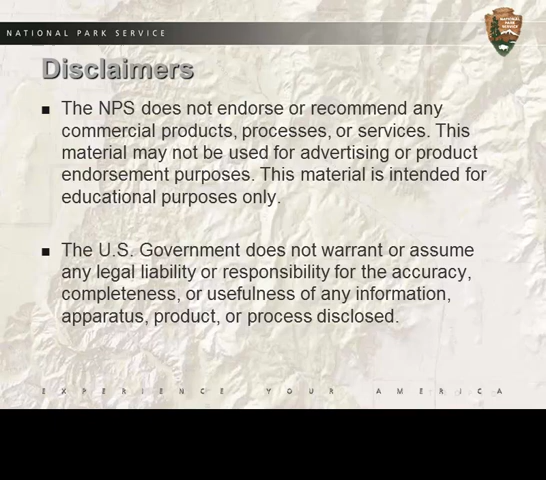 NATIONAL PARK SERVICE
NATIONAL
PARK
SERVICE
Disclaimers
■ The NPS does not endorse or recommend any
commercial products, processes, or services. This
material may not be used for advertising or product
endorsement purposes. This material is intended for
educational purposes only.
■ The U.S. Government does not warrant or assume
any legal liability or responsibility for the accuracy,
completeness, or usefulness of any information,
apparatus, product, or process disclosed.
EXPERIENCE YOUR AMERICA